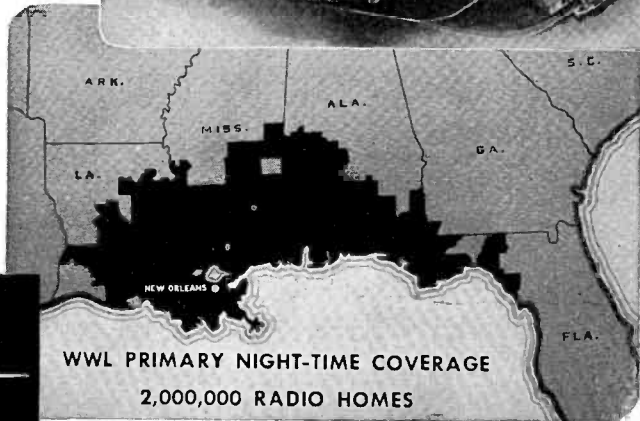 S.C.
ARK.
ALA.
MISS.
GA.
LA.
NEW ORLEANS
FLA.
WWL PRIMARY NIGHT-TIME COVERAGE
2,000,000 RADIO HOMES